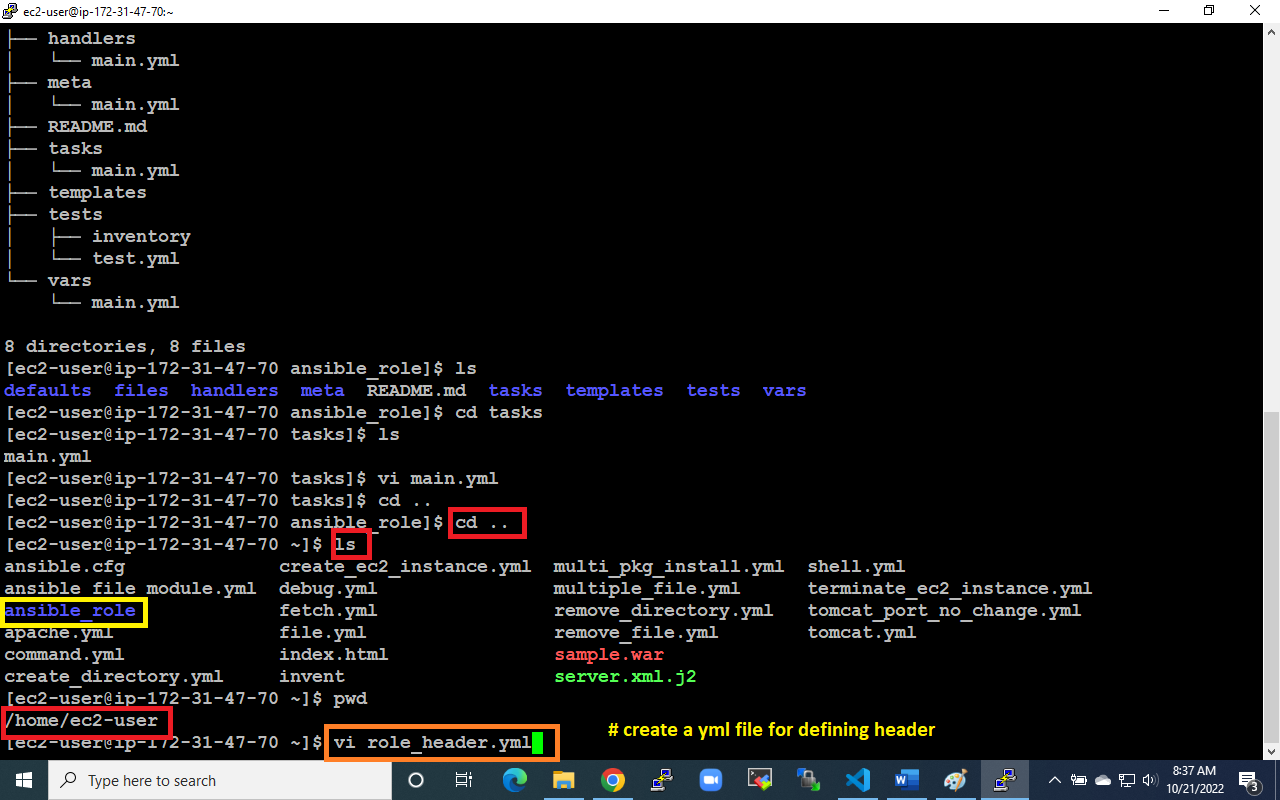 ec2-user@ip-172-31-47-70:~
├── handlers
│   └── main.yml
├── meta
│   └── main.yml
├── README.md
├── tasks
│   └── main.yml
├── templates
├── tests
│   ├── inventory
│   └── test.yml
└── vars
    └── main.yml
8 directories, 8 files
[ec2-user@ip-172-31-47-70 ansible_role]$ ls
defaults  files  handlers  meta  README.md  tasks  templates  tests  vars
[ec2-user@ip-172-31-47-70 ansible_role]$ cd tasks
[ec2-user@ip-172-31-47-70 tasks]$ ls
main.yml
[ec2-user@ip-172-31-47-70 tasks]$ vi main.yml
[ec2-user@ip-172-31-47-70 tasks]$ cd ..
[ec2-user@ip-172-31-47-70 ansible_role]$ cd ..
[ec2-user@ip-172-31-47-70 ~]$ ls
ansible.cfg              create_ec2_instance.yml  multi_pkg_install.yml  shell.yml
ansible_file_module.yml  debug.yml                multiple_file.yml      terminate_ec2_instance.yml
ansible_role             fetch.yml                remove_directory.yml   tomcat_port_no_change.yml
apache.yml               file.yml                 remove_file.yml        tomcat.yml
command.yml              index.html               sample.war
create_directory.yml     invent                   server.xml.j2
[ec2-user@ip-172-31-47-70 ~]$ pwd
/home/ec2-user
[ec2-user@ip-172-31-47-70 ~]$ vi role_header.yml
# create a yml file for defining header
Type here to search
8:37 AM
10/21/2022
3